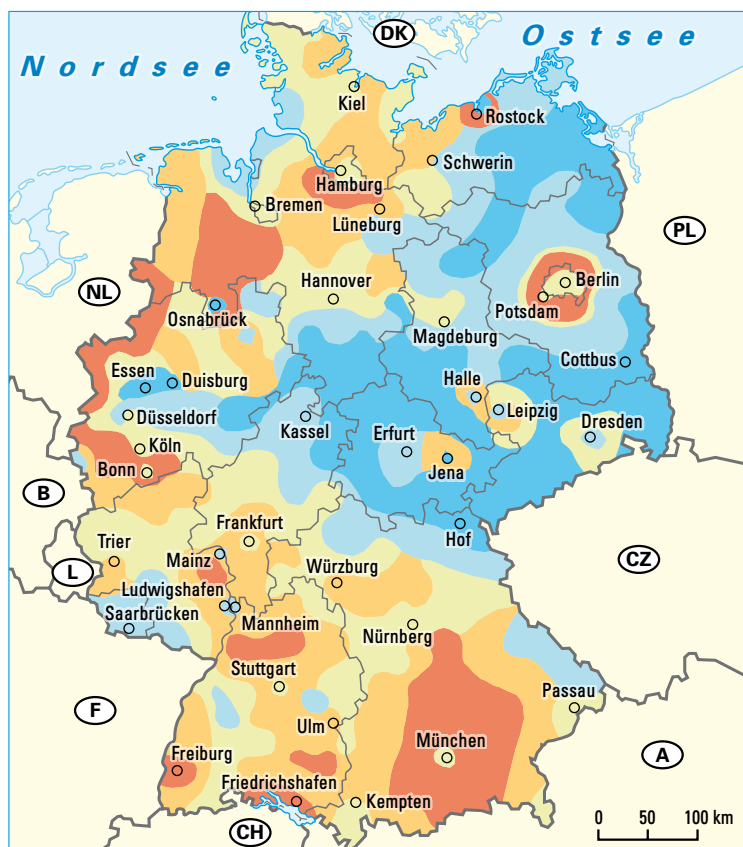 DK
Nordsee
Ostsee
Kiel
Rostock
Schwerin
Hamburg
Bremen
Lüneburg
PL
NL
Hannover
Berlin
Potsdam
Osnabrück
Magdeburg
Cottbus
Essen
Duisburg
Halle
Leipzig
Düsseldorf
Kassel
Erfurt
Dresden
Köln
Bonn
Jena
B
Hof
Frankfurt
Trier
Mainz
CZ
L
Würzburg
Ludwigshafen
Saarbrücken
Mannheim
Nürnberg
Stuttgart
Passau
F
Ulm
München
A
Freiburg
Friedrichshafen
Kempten
CH
0 50 100 km